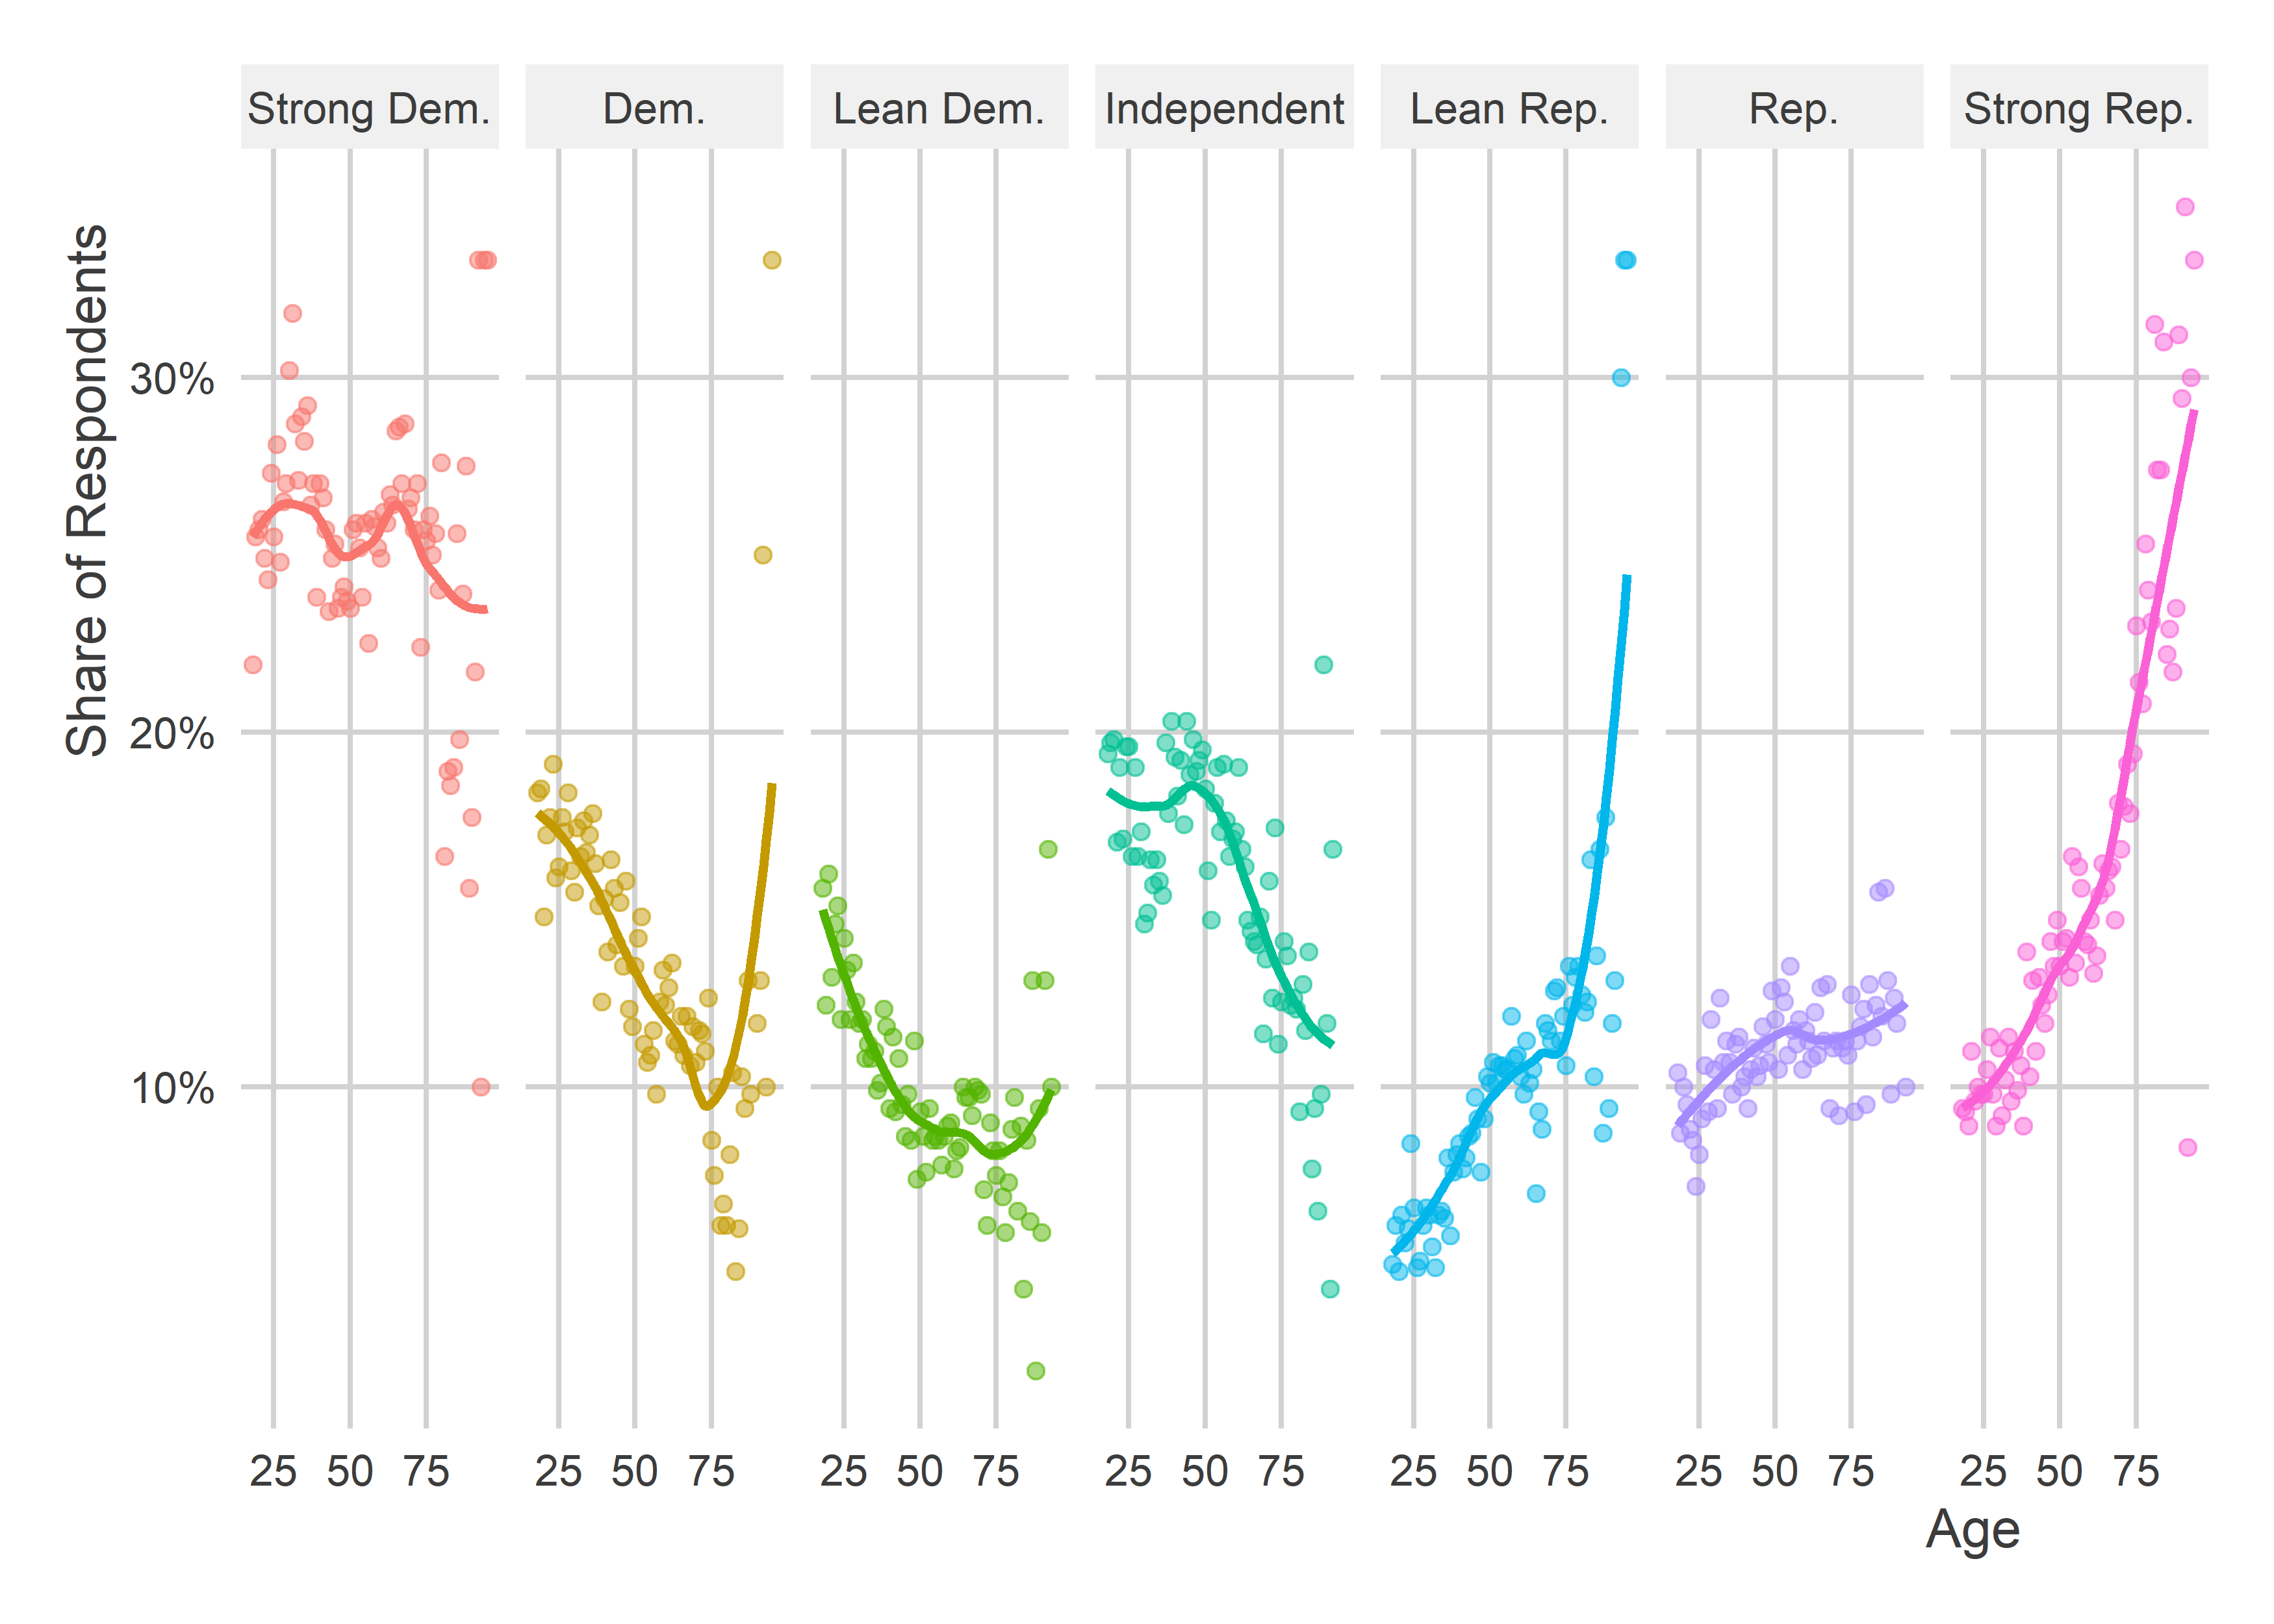 Strong Dem. Dem. Lean Dem. Independent Lean Rep. Rep. Strong Rep.
Share of Respondents
30%
20%
10%
25 50 75 25 50 75 25 50 75 25 50 75 25 50 75 25 50 75 25 50 75
Age